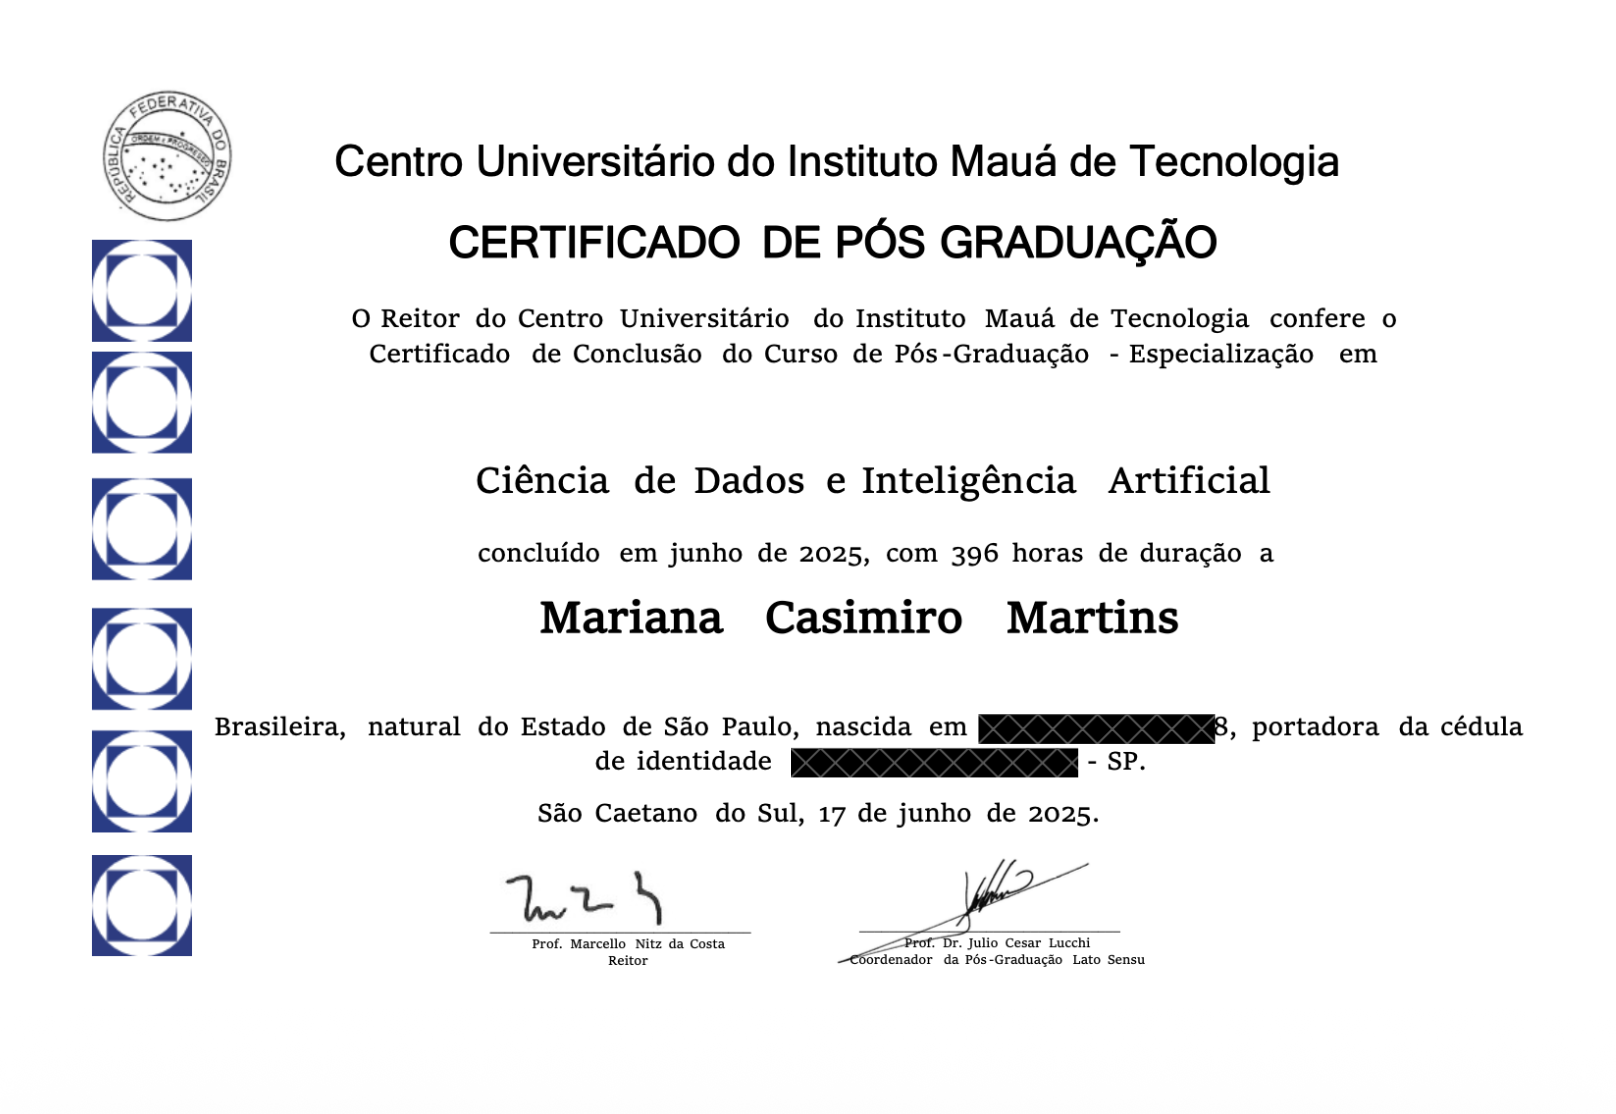 REPÚBLICA FEDERATIVA DO BRASIL
ORDEM E PROGRESSO
Centro Universitário do Instituto Mauá de Tecnologia
CERTIFICADO DE PÓS GRADUAÇÃO
O Reitor do Centro Universitário do Instituto Mauá de Tecnologia confere o
Certificado de Conclusão do Curso de Pós-Graduação - Especialização em
Ciência de Dados e Inteligência Artificial
concluído em junho de 2025, com 396 horas de duração a
Mariana Casimiro Martins
Brasileira, natural do Estado de São Paulo, nascida em 8, portadora da cédula
de identidade - SP.
São Caetano do Sul, 17 de junho de 2025.
Prof. Marcello Nitz da Costa
Reitor
Prof. Dr. Julio Cesar Lucchi
Coordenador da Pós-Graduação Lato Sensu